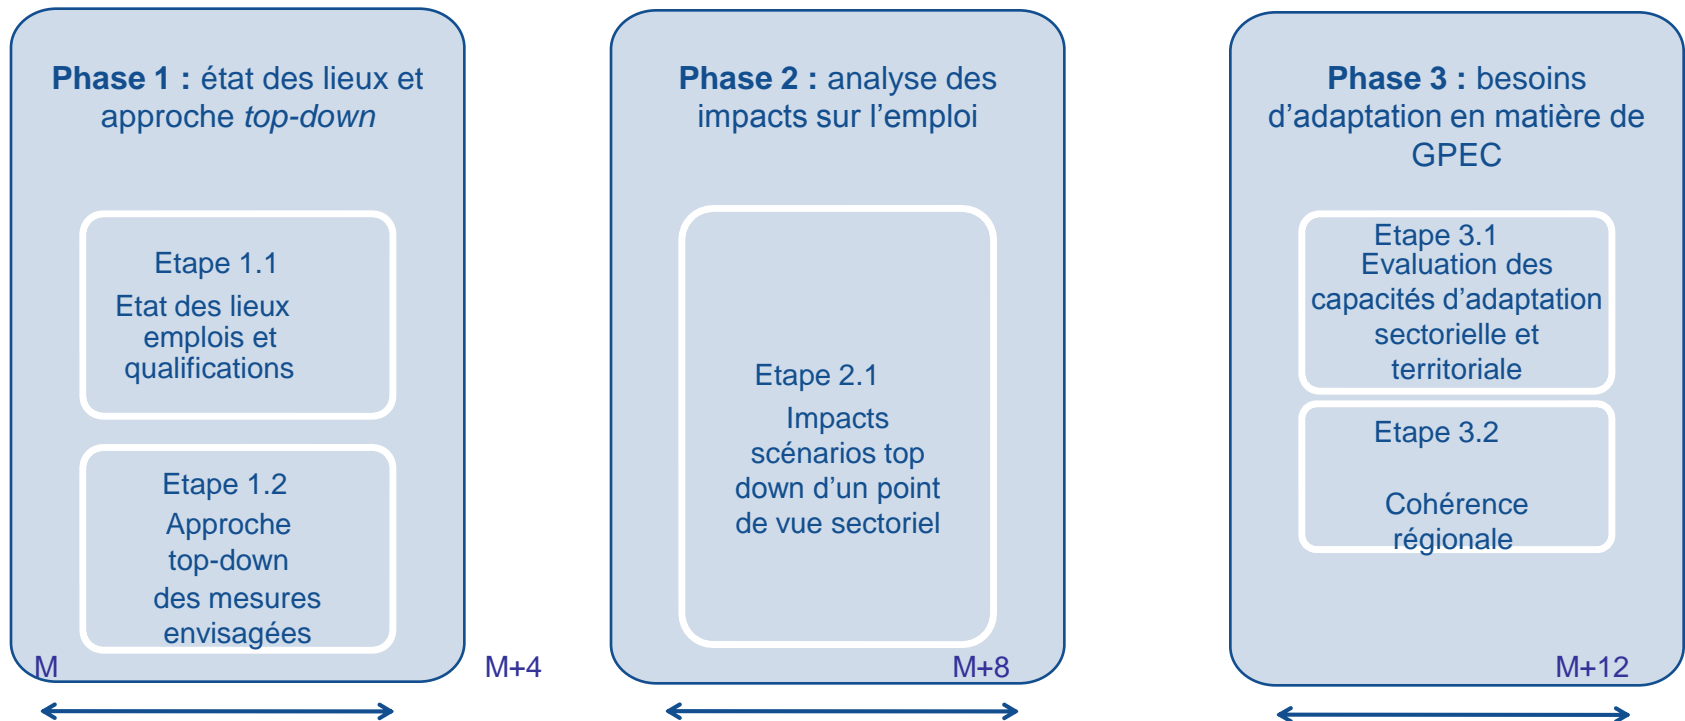 Phase 1 : état des lieux et
approche top-down
Etape 1.1
Etat des lieux
emplois et
qualifications
Etape 1.2
Approche
top-down
des mesures
envisagées
M
M+4
Phase 2 : analyse des
impacts sur l’emploi
Etape 2.1
Impacts
scénarios top
down d’un point
de vue sectoriel
M+8
Phase 3 : besoins
d’adaptation en matière de
GPEC
Etape 3.1
Evaluation des
capacités d’adaptation
sectorielle et
territoriale
Etape 3.2
Cohérence
régionale
M+12